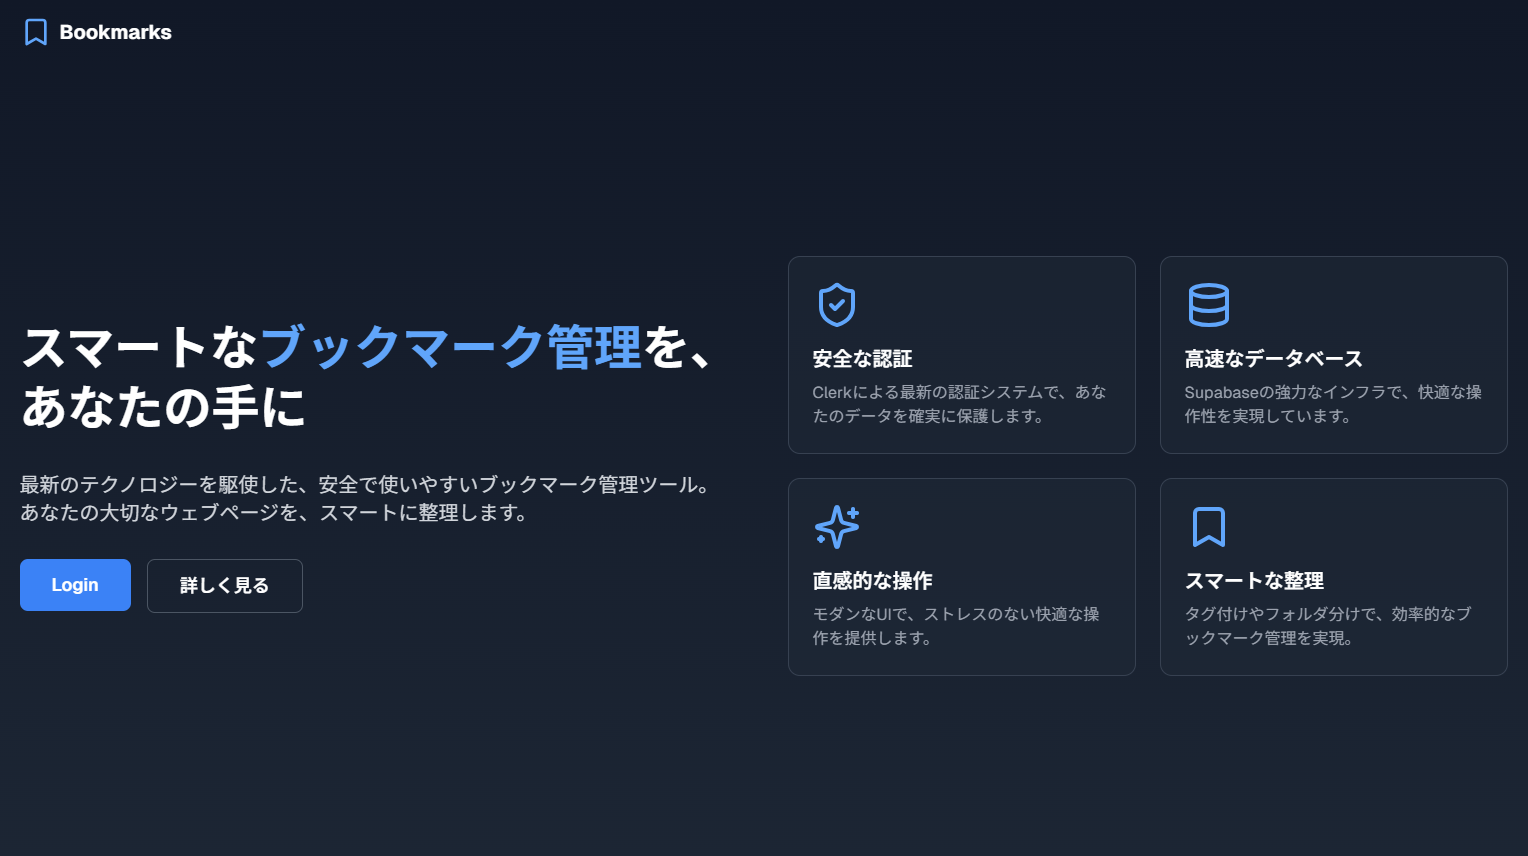 Bookmarks
スマートなブックマーク管理を、
あなたの手に
最新のテクノロジーを駆使した、安全で使いやすいブックマーク管理ツール。
あなたの大切なウェブページを、スマートに整理します。
Login
詳しく見る
安全な認証
Clerkによる最新の認証システムで、あな
たのデータを確実に保護します。
高速なデータベース
Supabaseの強力なインフラで、快適な操
作性を実現しています。
直感的な操作
モダンなUIで、ストレスのない快適な操
作を提供します。
スマートな整理
タグ付けやフォルダ分けで、効率的なブ
ックマーク管理を実現。